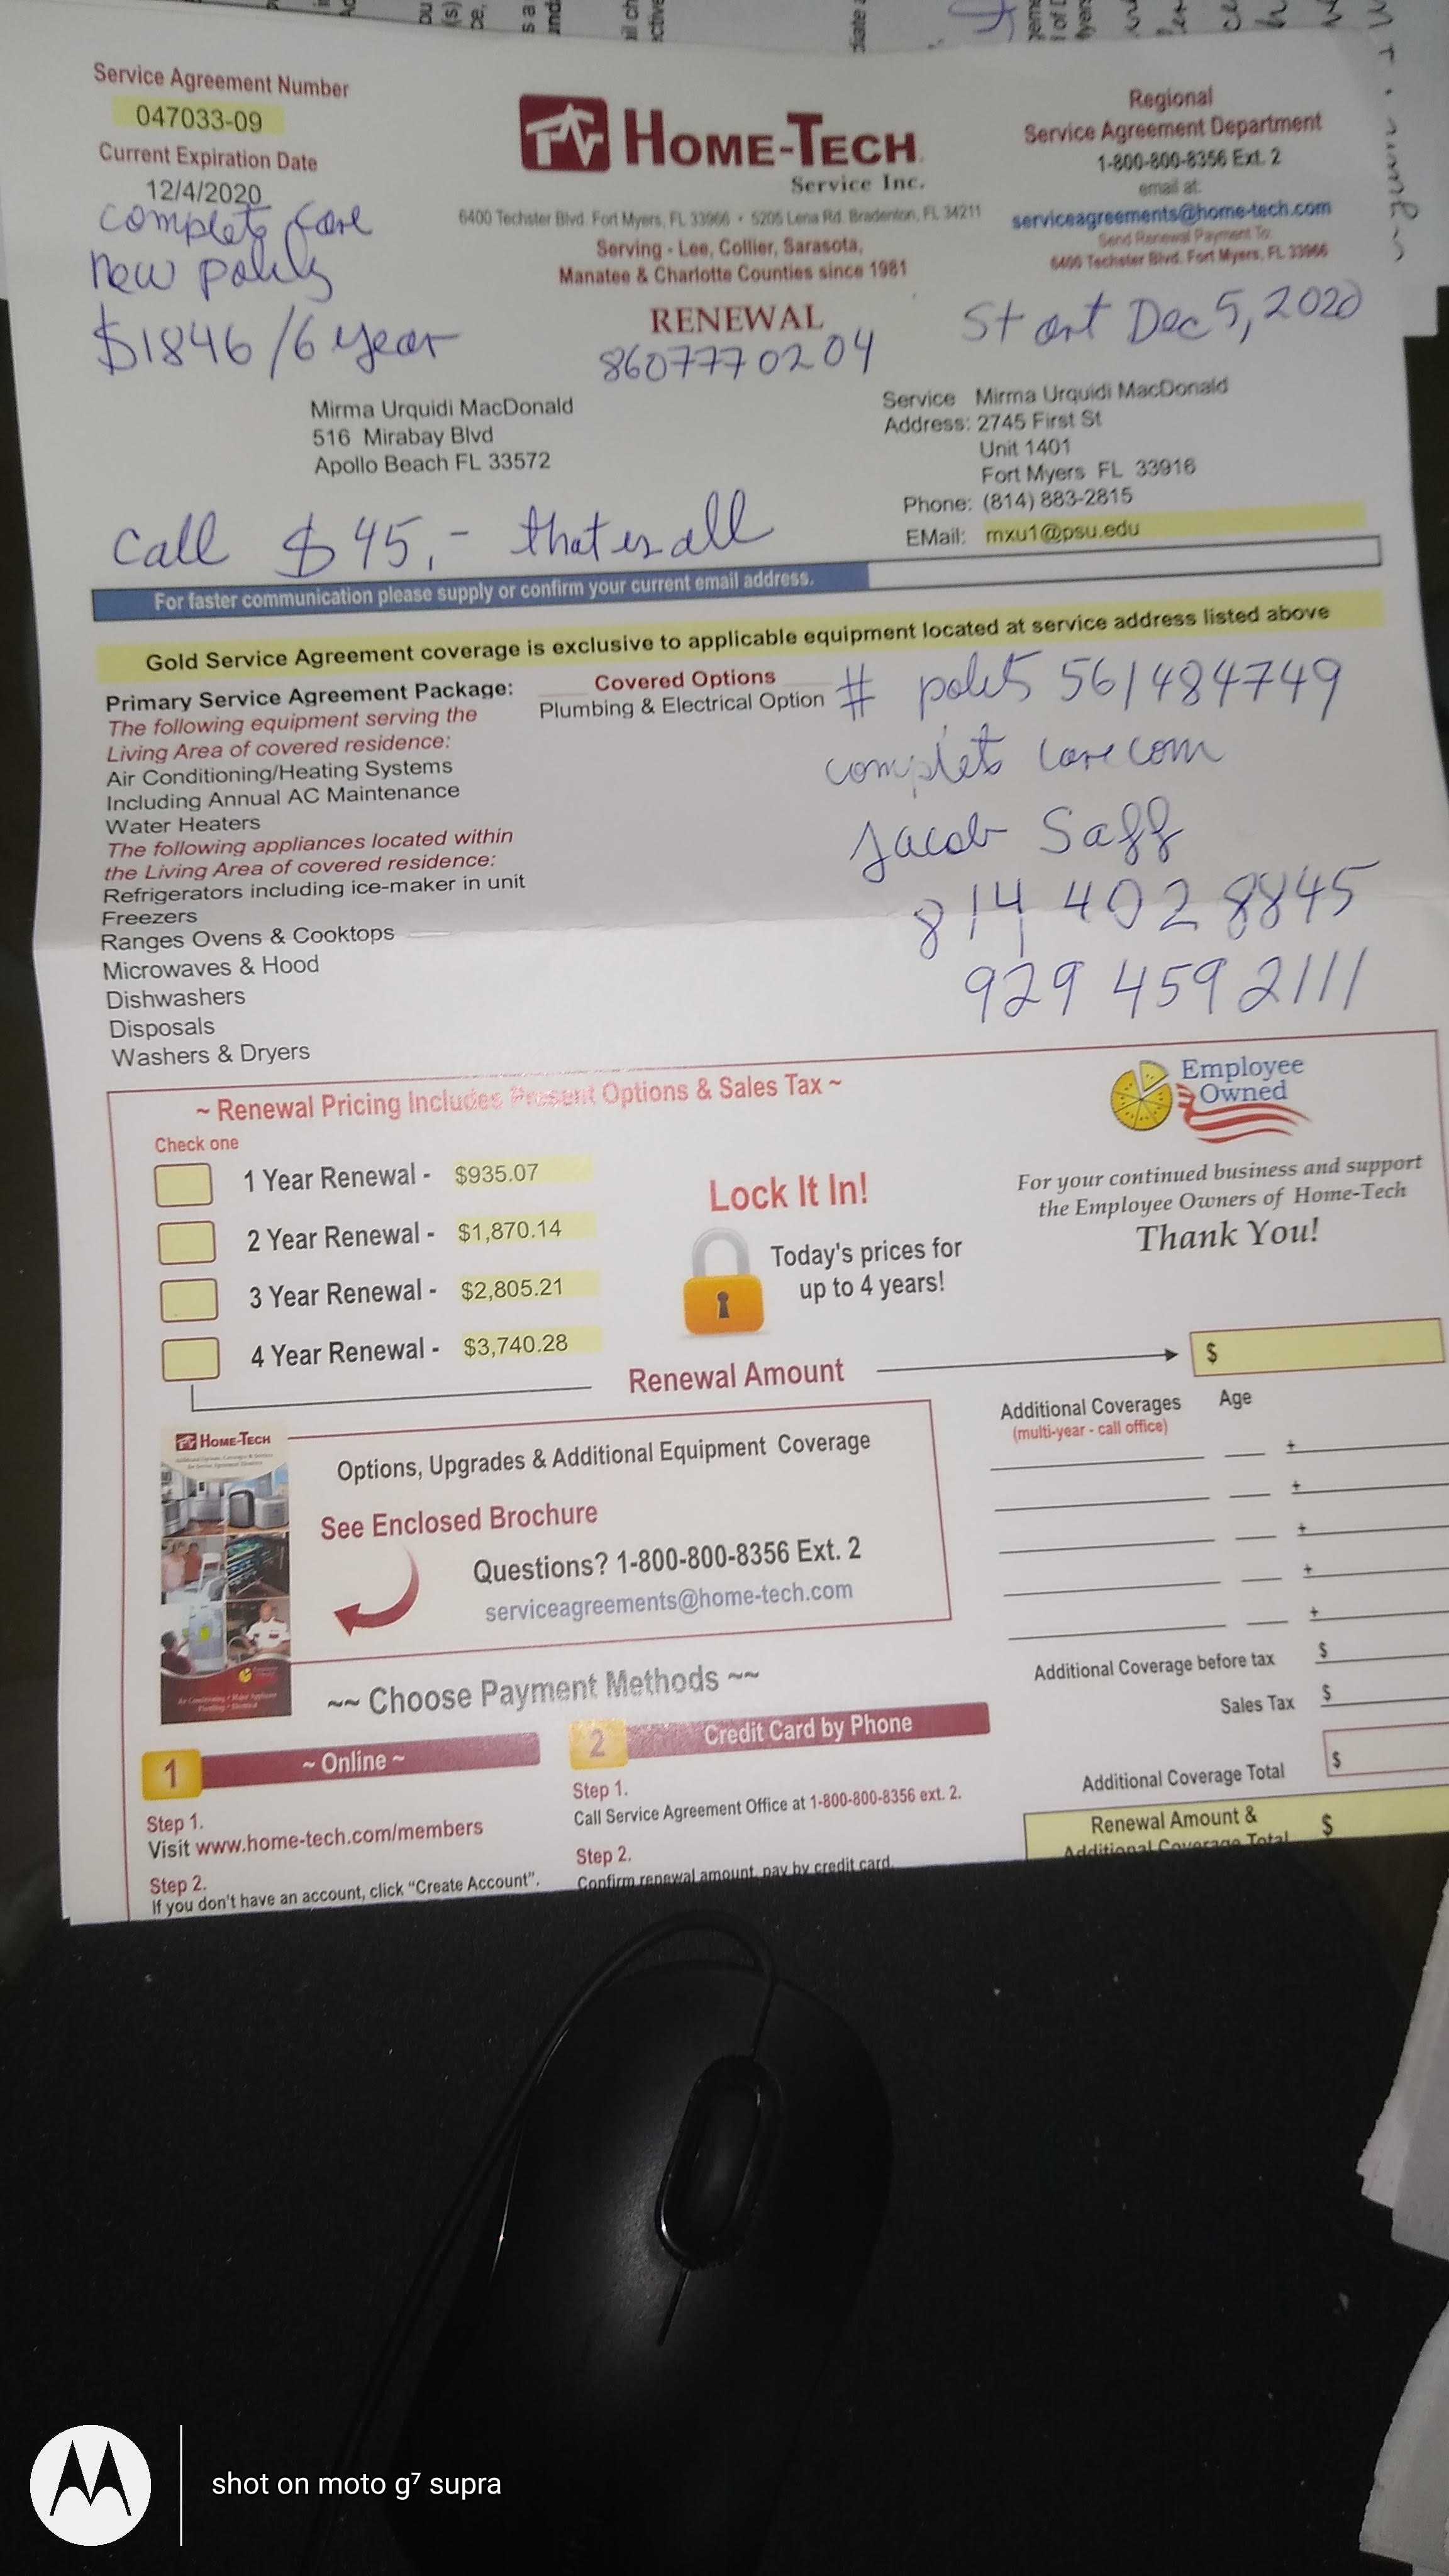 Service Agreement Number
047033-09
Current Expiration Date
12/4/2020
complete care
new policy
$1846/6 year
HOME-TECH
Service Inc.
6400 Techster Blvd. Fort Myers, FL 33966 • 5205 Lena Rd. Bradenton, FL 34211
Serving - Lee, Collier, Sarasota,
Manatee & Charlotte Counties since 1981
RENEWAL
8607770204
Regional
Service Agreement Department
1-800-800-8356 Ext. 2
email at:
serviceagreements@home-tech.com
Send Renewal Payment To:
6400 Techster Blvd. Fort Myers, FL 33966
Start Dec 5, 2020
Mirma Urquidi MacDonald
516 Mirabay Blvd
Apollo Beach FL 33572
Service Address: Mirma Urquidi MacDonald
2745 First St
Unit 1401
Fort Myers FL 33916
Phone: (814) 883-2815
EMail: mxu1@psu.edu
call $45,- that is all
For faster communication please supply or confirm your current email address.
Gold Service Agreement coverage is exclusive to applicable equipment located at service address listed above
Primary Service Agreement Package:
The following equipment serving the
Living Area of covered residence:
Air Conditioning/Heating Systems
Including Annual AC Maintenance
Water Heaters
The following appliances located within
the Living Area of covered residence:
Refrigerators including ice-maker in unit
Freezers
Ranges Ovens & Cooktops
Microwaves & Hood
Dishwashers
Disposals
Washers & Dryers
Covered Options
Plumbing & Electrical Option
# 561484749
complete care com
Jacob Saff
814 402 8845
929 459 2111
~ Renewal Pricing Includes Present Options & Sales Tax ~
Check one
1 Year Renewal - $935.07
2 Year Renewal - $1,870.14
3 Year Renewal - $2,805.21
4 Year Renewal - $3,740.28
Lock It In!
Today's prices for
up to 4 years!
Employee
Owned
For your continued business and support
the Employee Owners of Home-Tech
Thank You!
Renewal Amount
$
HOME-TECH
Options, Upgrades & Additional Equipment Coverage
See Enclosed Brochure
Questions? 1-800-800-8356 Ext. 2
serviceagreements@home-tech.com
Additional Coverages Age
(multi-year - call office)
+
+
+
+
+
Additional Coverage before tax $
Sales Tax $
Additional Coverage Total $
Renewal Amount & $
Additional Coverage Total
~~ Choose Payment Methods ~~
1 ~ Online ~
Step 1.
Visit www.home-tech.com/members
Step 2.
If you don't have an account, click "Create Account".
2 Credit Card by Phone
Step 1.
Call Service Agreement Office at 1-800-800-8356 ext. 2.
Step 2.
Confirm renewal amount, pay by credit card.
shot on moto g⁷ supra